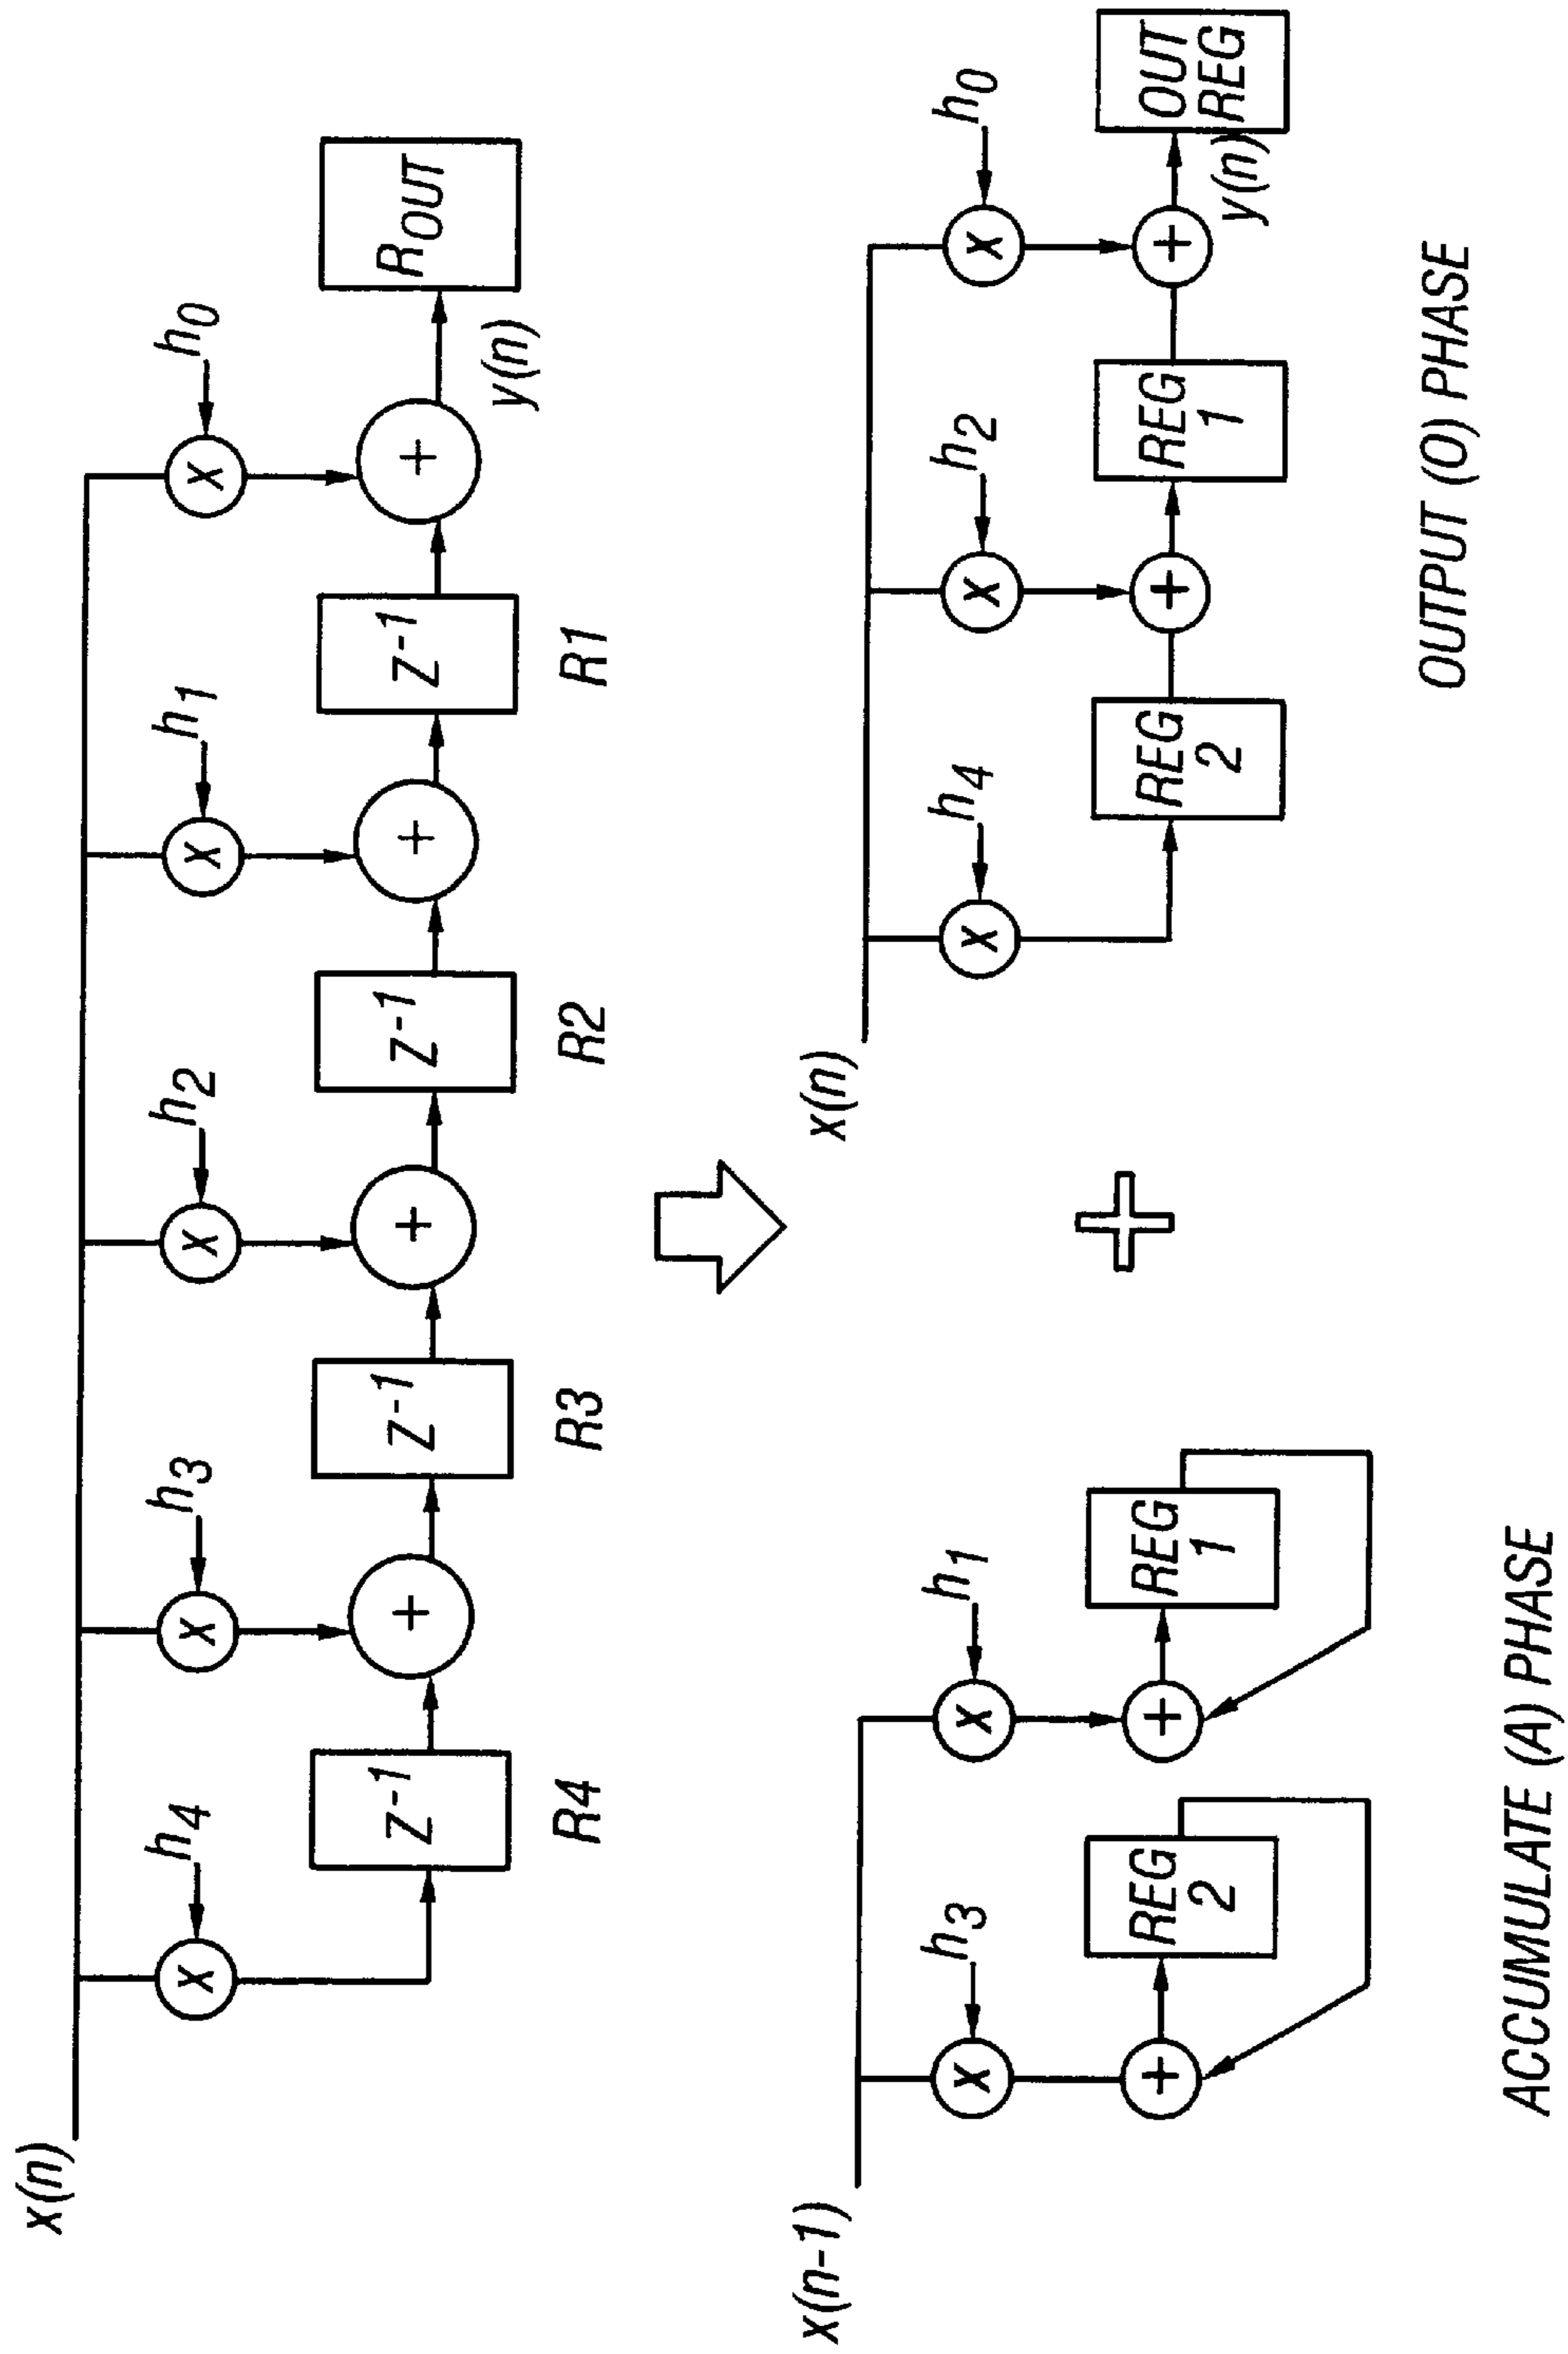 x(n)
h4 h3 h2 h1 h0
X X X X X
+ + + +
Z-1 Z-1 Z-1 Z-1 ROUT
y(n)
R4 R3 R2 R1
x(n-1)
h3 h1
X X
+ +
REG
2
REG
1
ACCUMULATE (A) PHASE
+
x(n)
h4 h2 h0
X X X
+ +
REG
2
REG
1
OUT
REG
y(n)
OUTPUT (O) PHASE